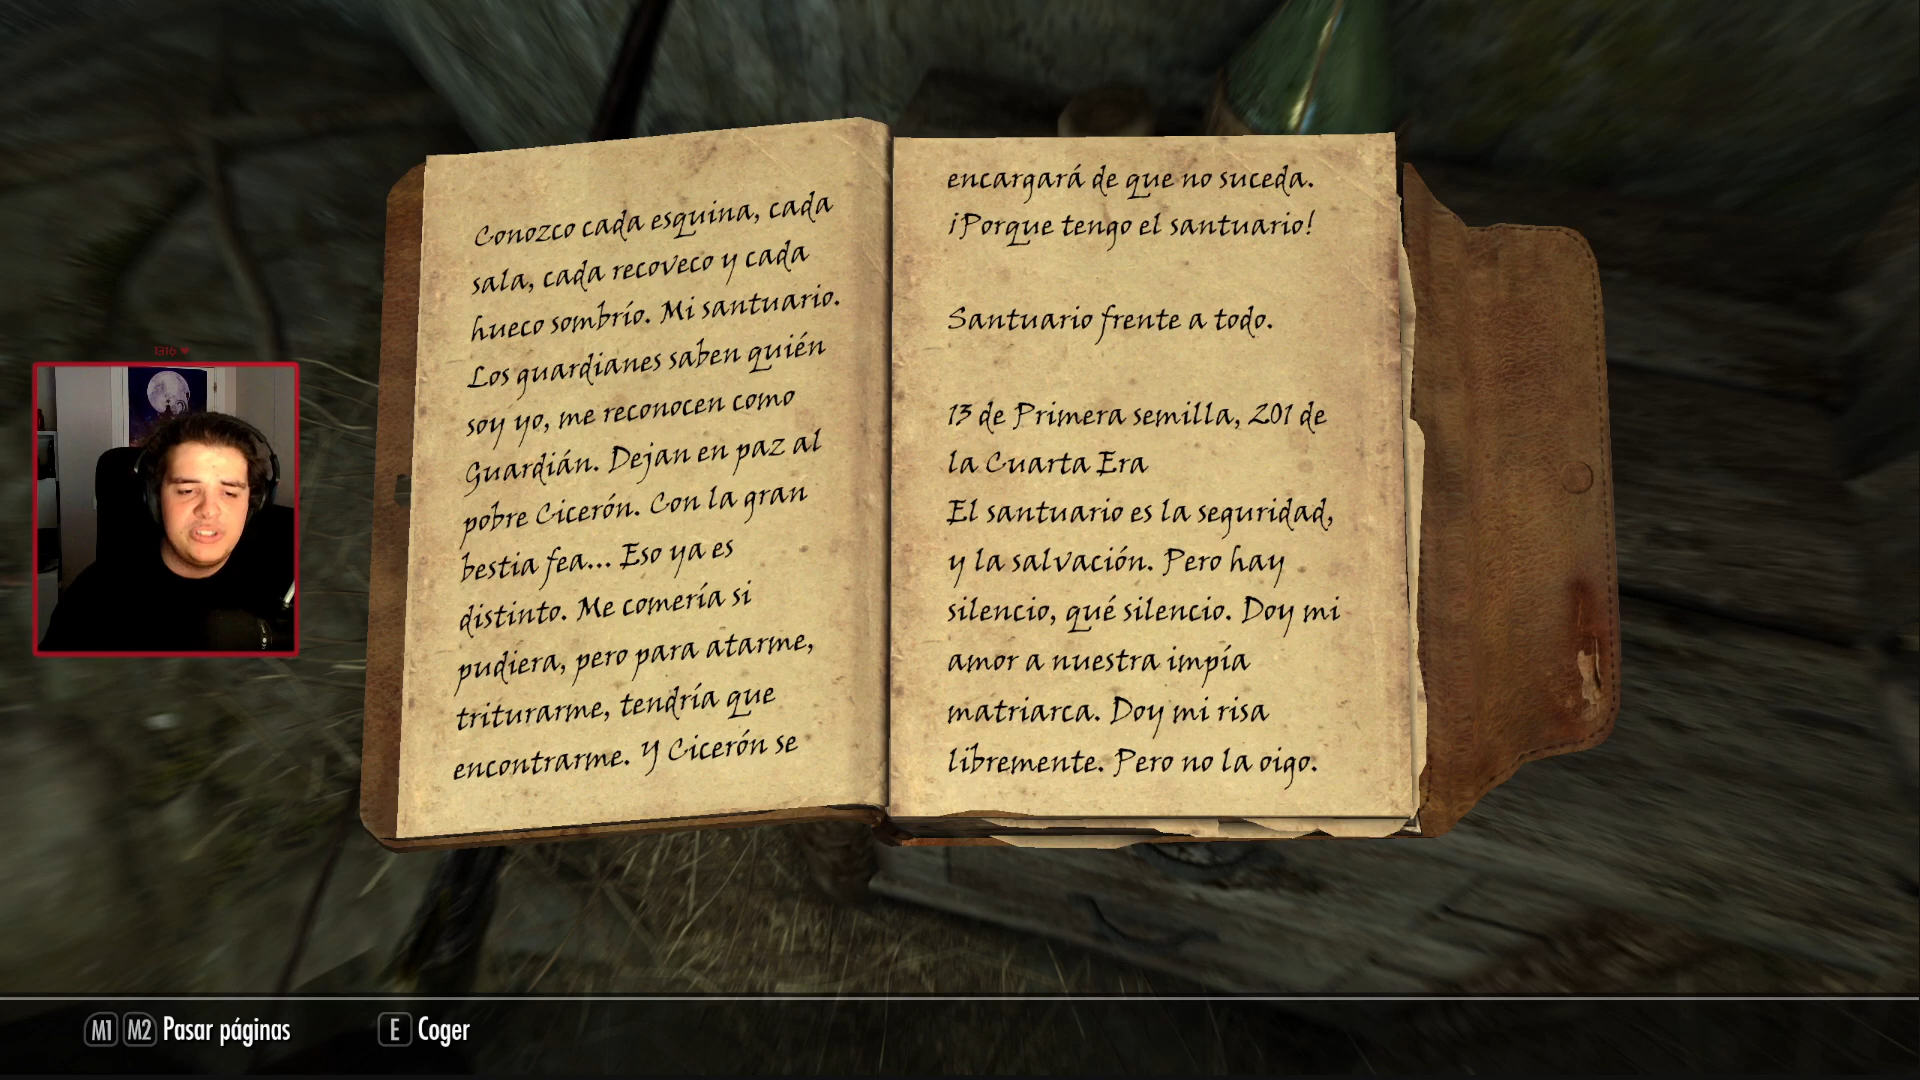 Conozco cada esquina, cada
sala, cada recoveco y cada
hueco sombrío. Mi santuario.
Los guardianes saben quién
soy yo, me reconocen como
Guardián. Dejan en paz al
pobre Cicerón. Con la gran
bestia fea... Eso ya es
distinto. Me comería si
pudiera, pero para atarme,
triturarme, tendría que
encontrarme. Y Cicerón se
encargará de que no suceda.
¡Porque tengo el santuario!
Santuario frente a todo.
13 de Primera semilla, 201 de
la Cuarta Era
El santuario es la seguridad,
y la salvación. Pero hay
silencio, qué silencio. Doy mi
amor a nuestra impía
matriarca. Doy mi risa
libremente. Pero no la oigo.
1316 ♥
M1 M2 Pasar páginas
E Coger